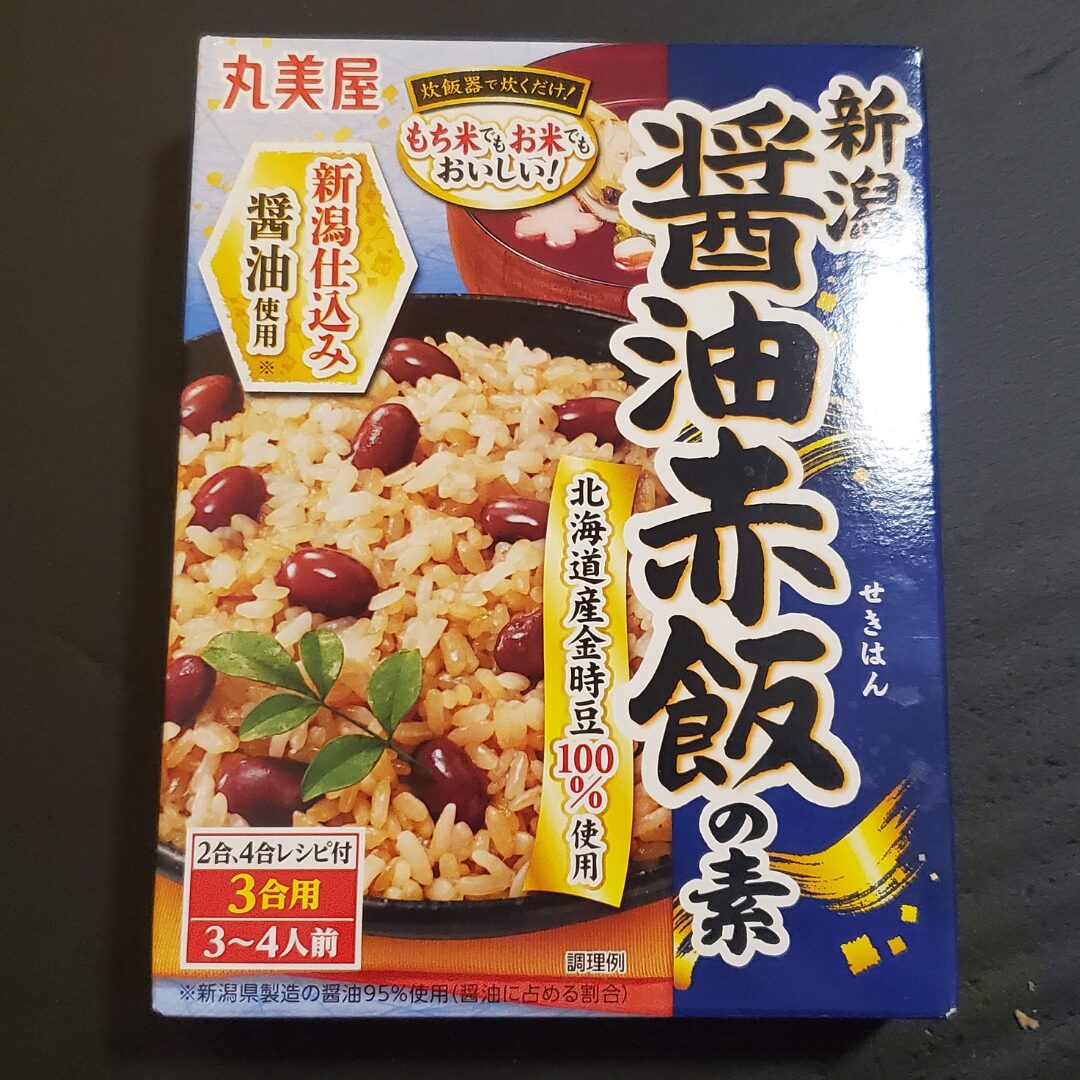 丸美屋
炊飯器で炊くだけ!
もち米でもお米でも
おいしい!
新潟仕込み
醤油使用※
新潟
醤油赤飯の素
せきはん
北海道産金時豆100%使用
2合、4合レシピ付
3合用
3〜4人前
調理例
※新潟県製造の醤油95%使用(醤油に占める割合)